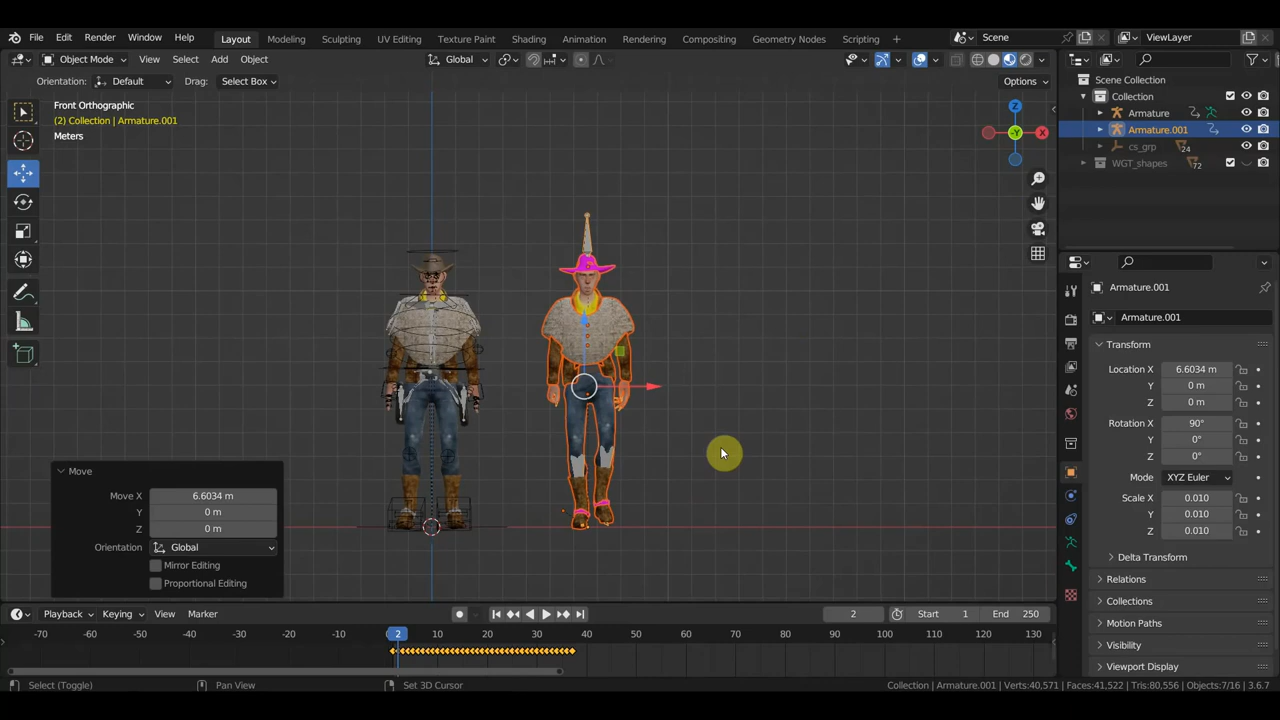 File Edit Render Window Help Layout Modeling Sculpting UV Editing Texture Paint Shading Animation Rendering Compositing Geometry Nodes Scripting + Scene ViewLayer
Object Mode View Select Add Object Global
Orientation: Default Drag: Select Box Options
Front Orthographic
(2) Collection | Armature.001
Meters
Z
-Y
X
Scene Collection
Collection
Armature
Armature.001
cs_grp 24
WGT_shapes 72
Armature.001
Armature.001
Transform
Location X 6.6034 m
Y 0 m
Z 0 m
Rotation X 90°
Y 0°
Z 0°
Mode XYZ Euler
Scale X 0.010
Y 0.010
Z 0.010
Delta Transform
Relations
Collections
Motion Paths
Visibility
Viewport Display
Move
Move X 6.6034 m
Y 0 m
Z 0 m
Orientation Global
Mirror Editing
Proportional Editing
Playback Keying View Marker 2 Start 1 End 250
-70 -60 -50 -40 -30 -20 -10 2 10 20 30 40 50 60 70 80 90 100 110 120 130
Select (Toggle) Pan View Set 3D Cursor Collection | Armature.001 | Verts:40,571 | Faces:41,522 | Tris:80,556 | Objects:7/16 | 3.6.7